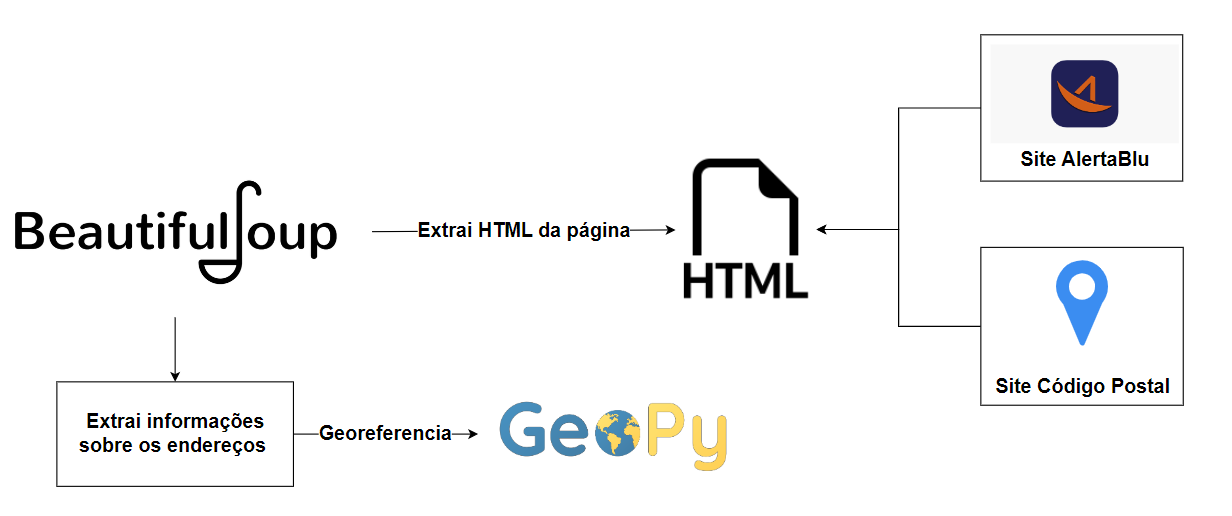 Site AlertaBlu
BeautifulSoup
Extrai HTML da página
HTML
Site Código Postal
Extrai informações
sobre os endereços
Georeferencia
GeoPy